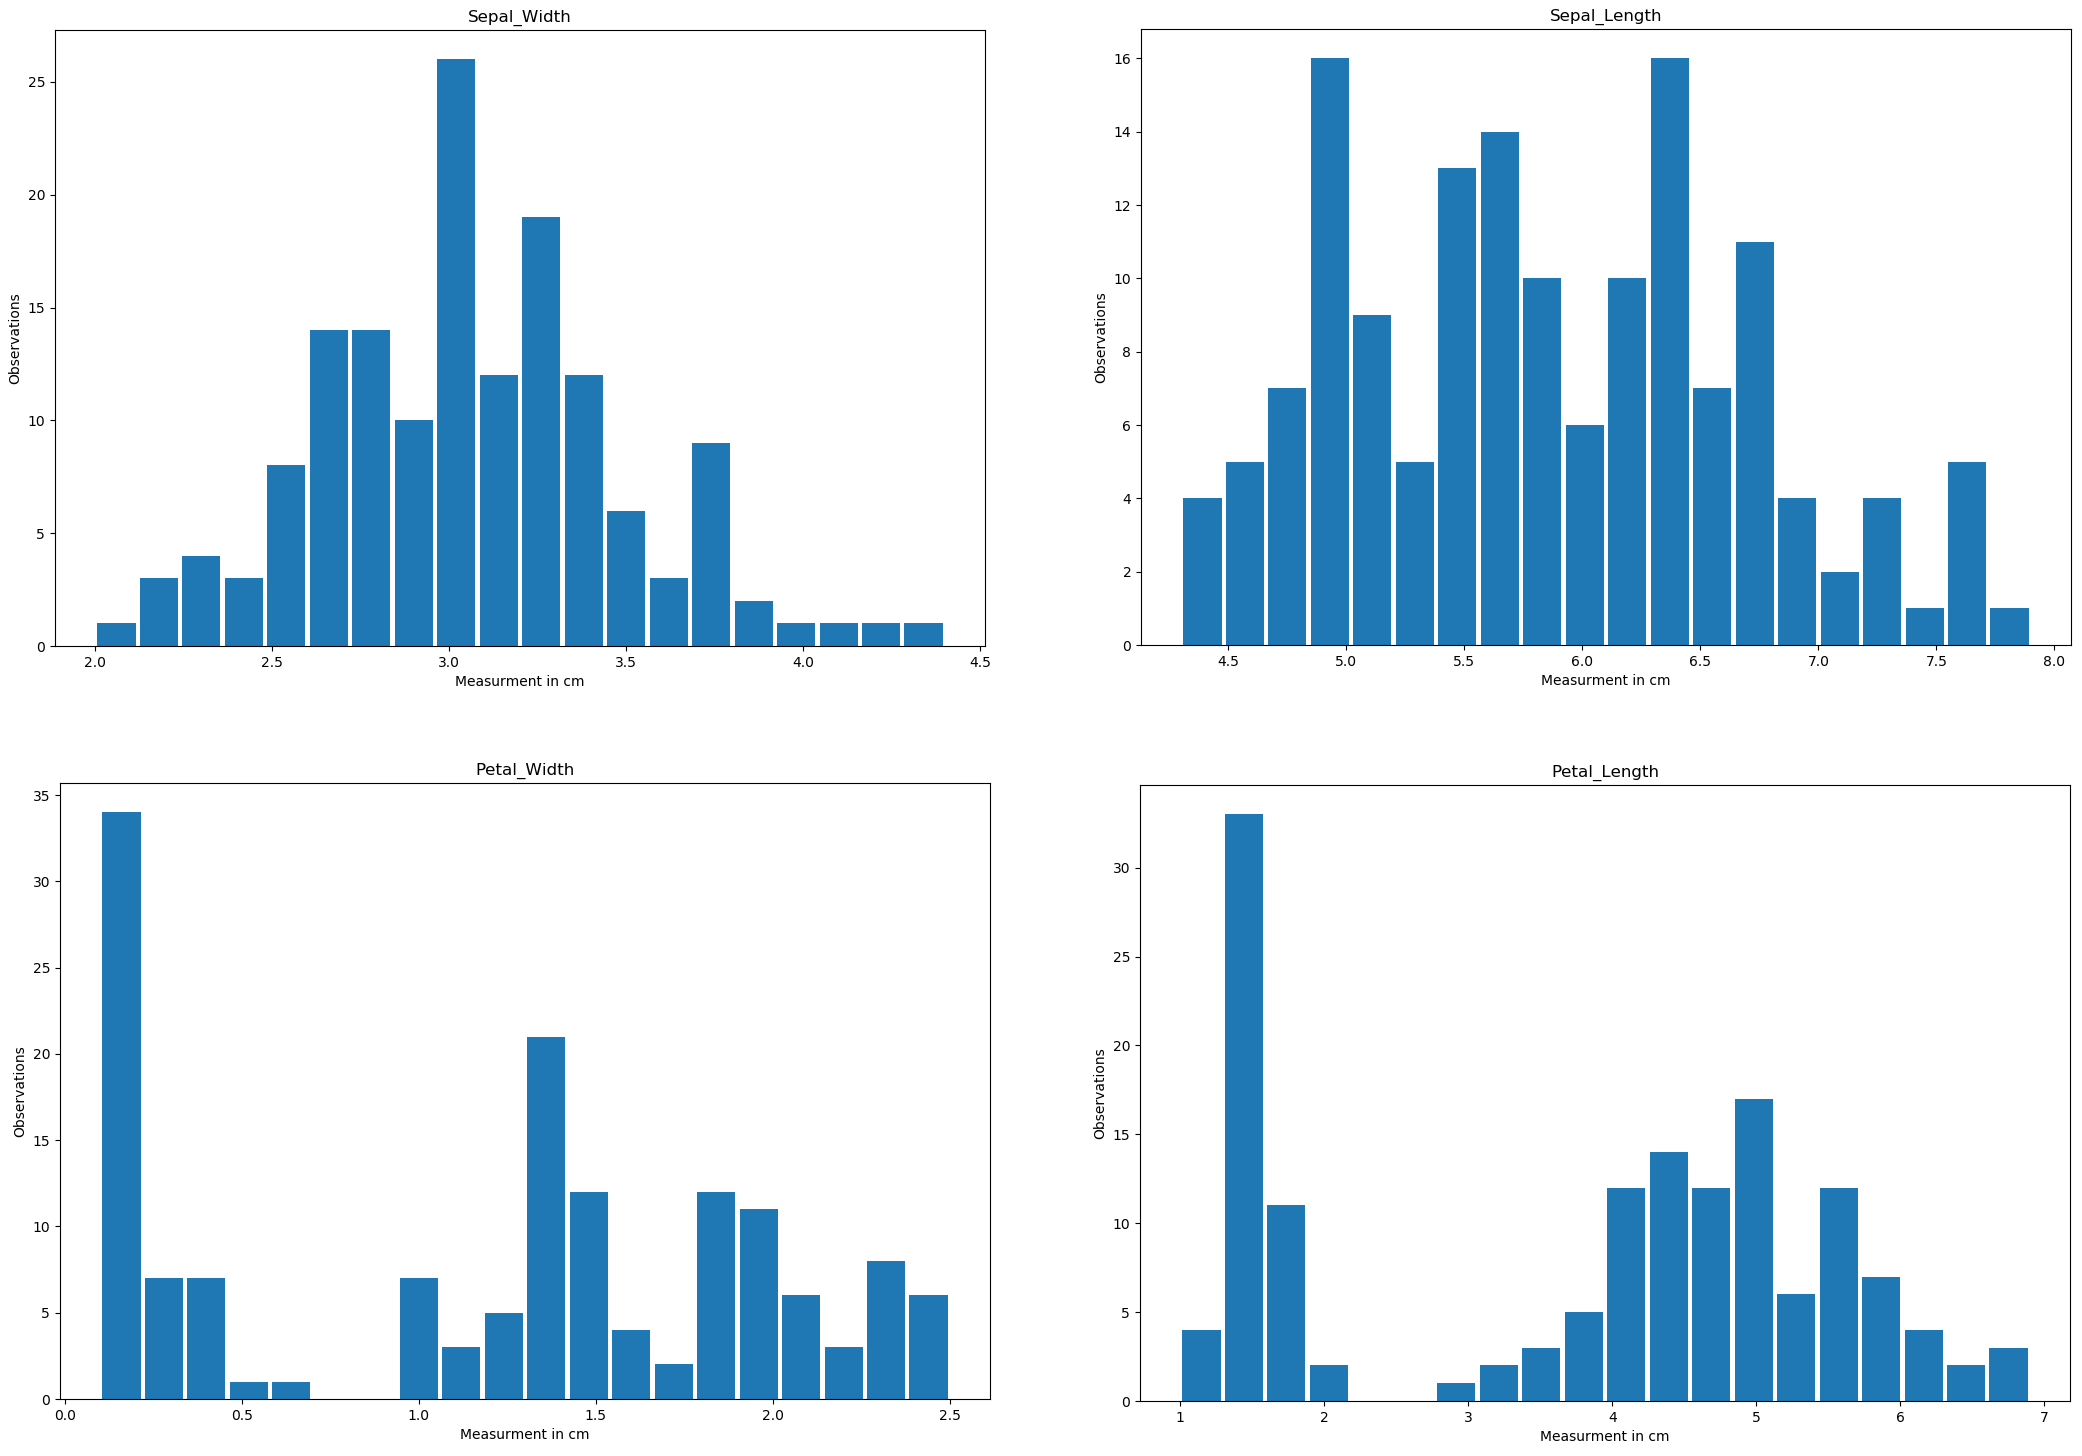 Sepal_Width
25
20
15
10
5
0
Observations
2.0 2.5 3.0 3.5 4.0 4.5
Measurment in cm
Sepal_Length
16
14
12
10
8
6
4
2
0
Observations
4.5 5.0 5.5 6.0 6.5 7.0 7.5 8.0
Measurment in cm
Petal_Width
35
30
25
20
15
10
5
0
Observations
0.0 0.5 1.0 1.5 2.0 2.5
Measurment in cm
Petal_Length
30
25
20
15
10
5
0
Observations
1 2 3 4 5 6 7
Measurment in cm